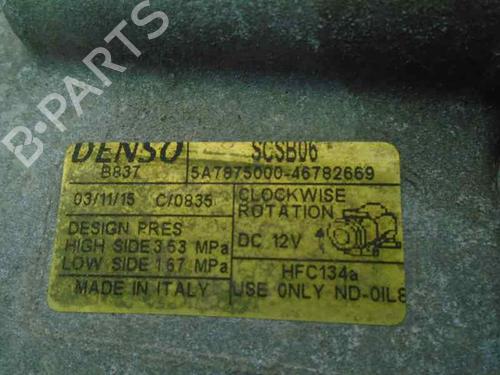 B-Parts
DENSO SCSB06
B837 5A7875000-46782669
03/11/15 C/0835
CLOCKWISE
ROTATION
DESIGN PRES
HIGH SIDE 3.53 MPa
LOW SIDE 1.67 MPa
DC 12V
HFC134a
MADE IN ITALY
USE ONLY ND-OIL8